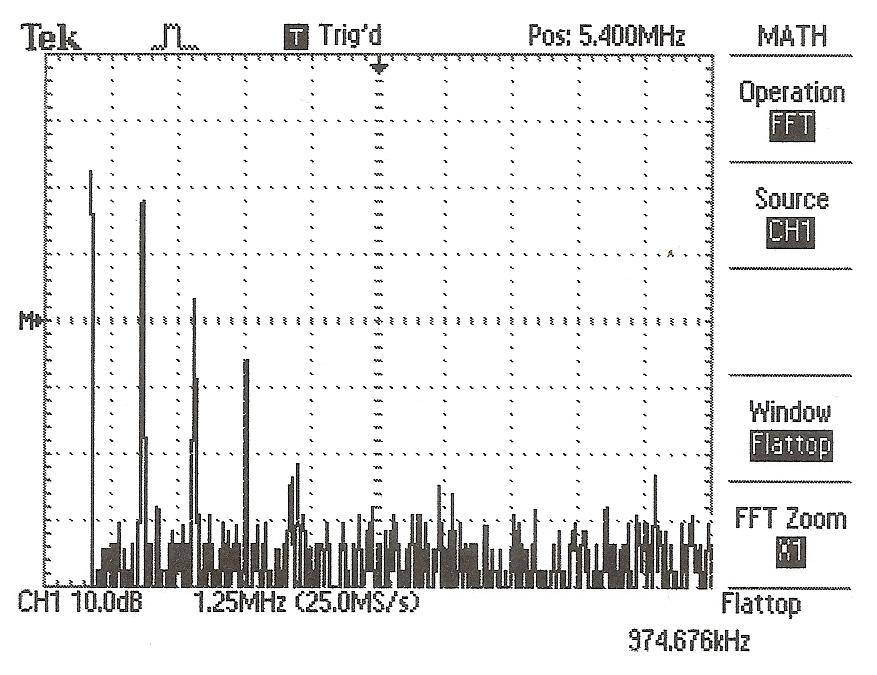 Tek T Trig'd Pos: 5.400MHz MATH
Operation
FFT
Source
CH1
M
Window
Flattop
FFT Zoom
X1
CH1 10.0dB 1.25MHz (25.0MS/s) Flattop
974.676kHz